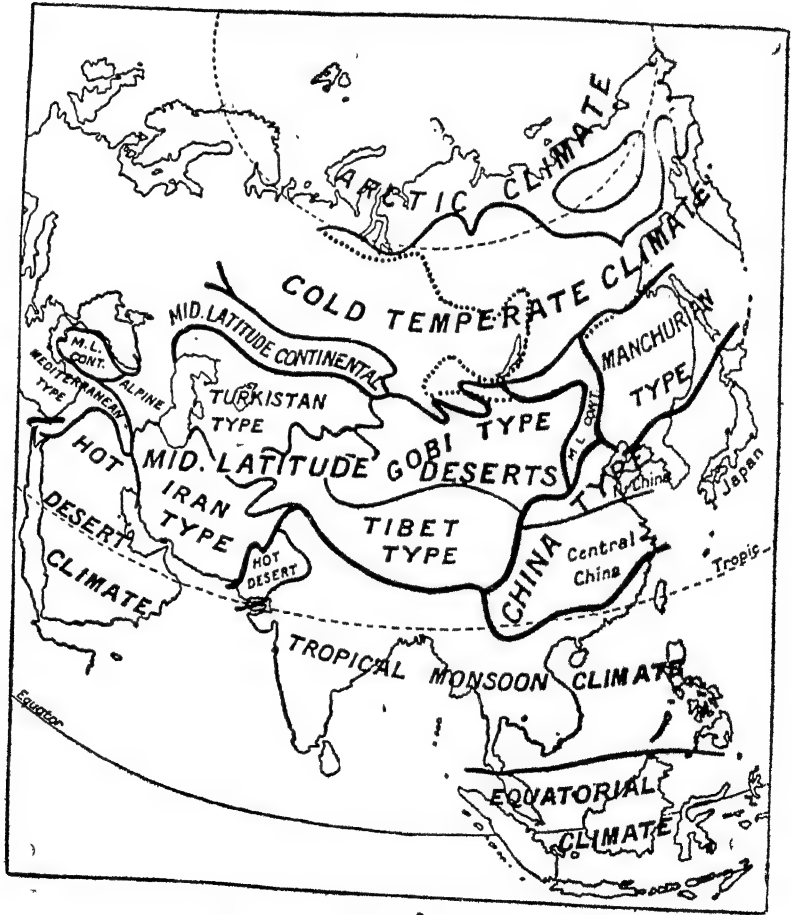 ARCTIC CLIMATE
COLD TEMPERATE CLIMATE
MID. LATITUDE CONTINENTAL
M.L.
CONT.
MEDITERRANEAN
TYPE
ALPINE
TURKISTAN
TYPE
MANCHURIAN
TYPE
M L CONT.
GOBI TYPE
MID. LATITUDE DESERTS
HOT
DESERT
CLIMATE
IRAN
TYPE
HOT
DESERT
TIBET
TYPE
CHINA TYPE
N. China
Central
China
Japan
Tropic
TROPICAL MONSOON CLIMATE
Equator
EQUATORIAL
CLIMATE